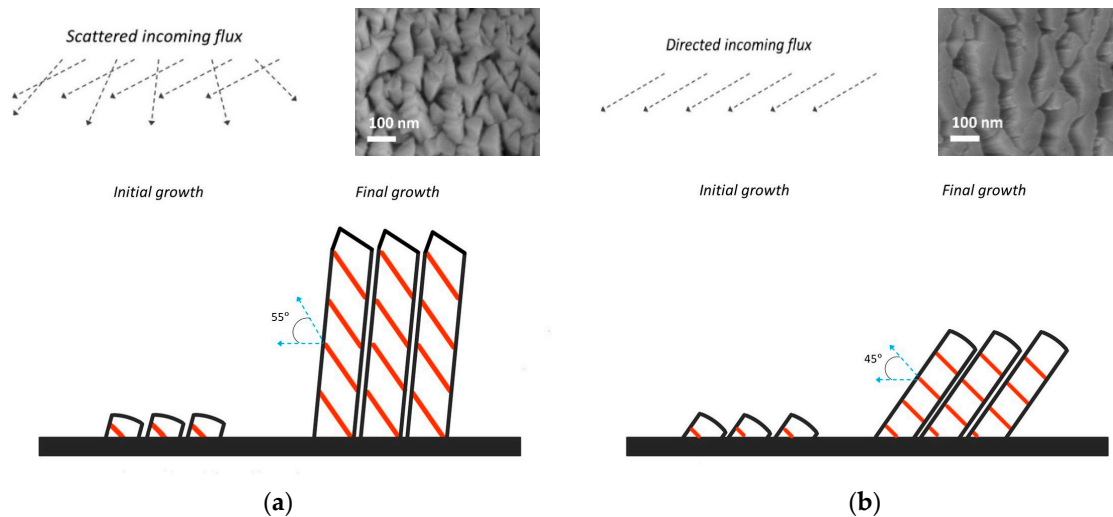 Scattered incoming flux
100 nm
Initial growth
Final growth
55°
(a)
Directed incoming flux
100 nm
Initial growth
Final growth
45°
(b)